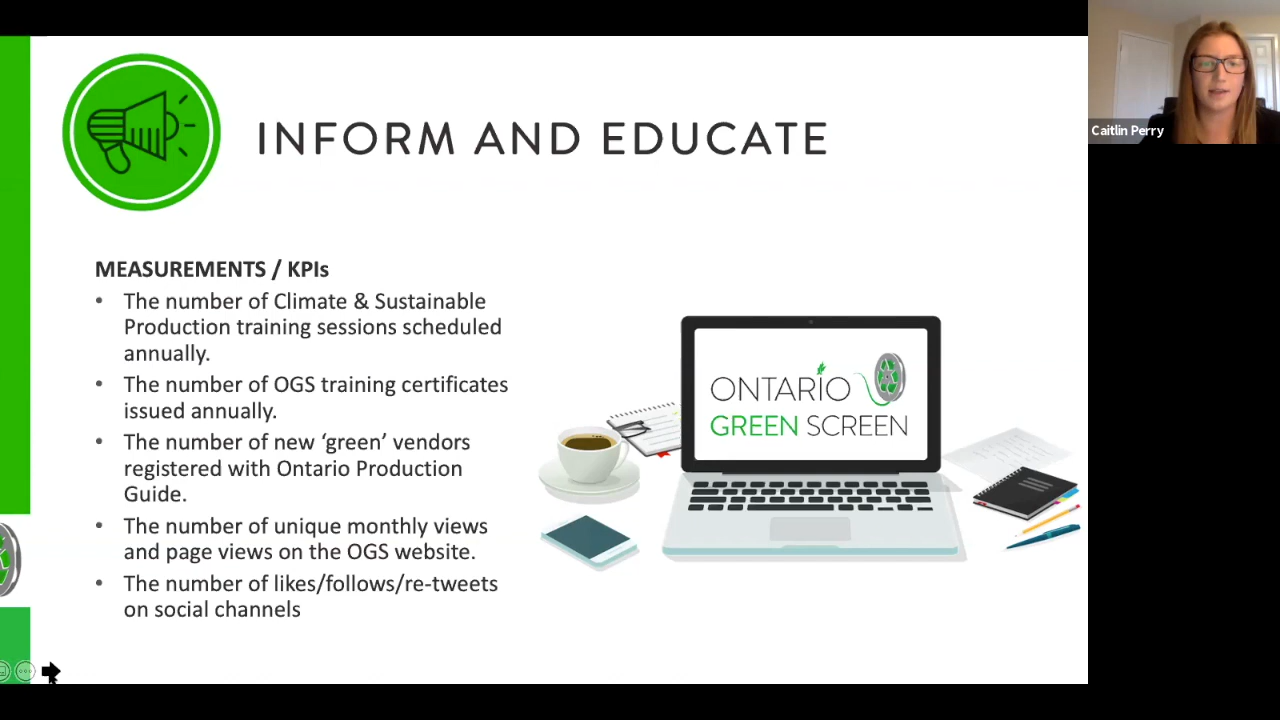 INFORM AND EDUCATE
Caitlin Perry
MEASUREMENTS / KPIs
• The number of Climate & Sustainable
Production training sessions scheduled
annually.
• The number of OGS training certificates
issued annually.
• The number of new ‘green’ vendors
registered with Ontario Production
Guide.
• The number of unique monthly views
and page views on the OGS website.
• The number of likes/follows/re-tweets
on social channels
ONTARIO
GREEN SCREEN